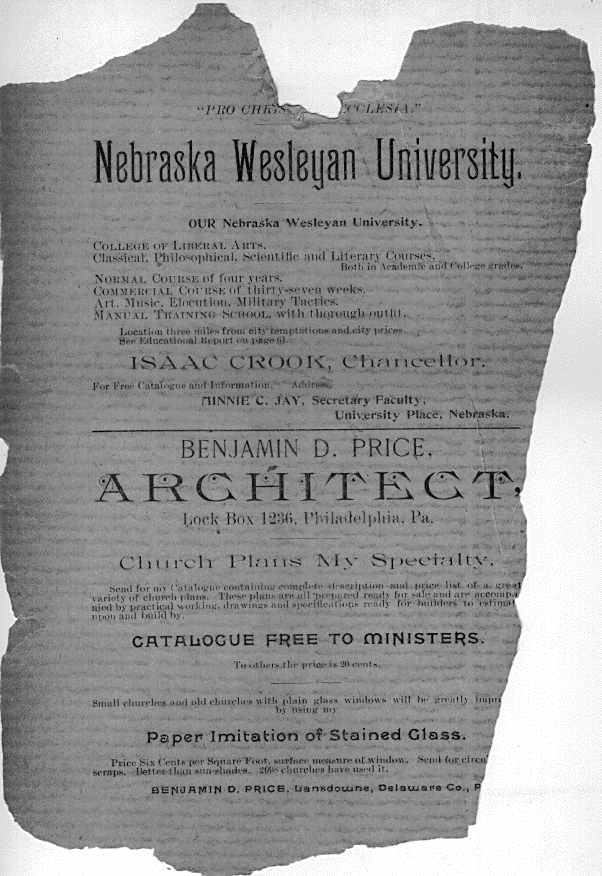 "PRO CHRIS ECCLESIA."
Nebraska Wesleyan University.
OUR Nebraska Wesleyan University.
COLLEGE OF LIBERAL ARTS.
Classical, Philosophical, Scientific and Literary Courses,
Both in Academic and College grades.
NORMAL COURSE of four years.
COMMERCIAL COURSE of thirty-seven weeks.
Art, Music, Elocution, Military Tactics.
MANUAL TRAINING SCHOOL with thorough outfit.
Location three miles from city temptations and city prices.
See Educational Report on page
ISAAC CROOK, Chancellor.
For Free Catalogue and Information, Address
MINNIE C. JAY, Secretary Faculty,
University Place, Nebraska.
BENJAMIN D. PRICE,
ARCHITECT,
Lock Box 1236, Philadelphia, Pa.
Church Plans My Specialty.
Send for my Catalogue containing complete description and price list of a great
variety of church plans. These plans are all prepared ready for sale and are accompa
nied by practical working, drawings and specifications ready for builders to estimat
upon and build by.
CATALOGUE FREE TO MINISTERS.
To others the price is 20 cents.
Small churches and old churches with plain glass windows will be greatly impr
by using my
Paper Imitation of Stained Glass.
Price Six Cents per Square Foot, surface measure of window. Send for circu
scraps. Better than sun-shades. churches have used it.
BENJAMIN D. PRICE, Lansdowne, Delaware Co., P